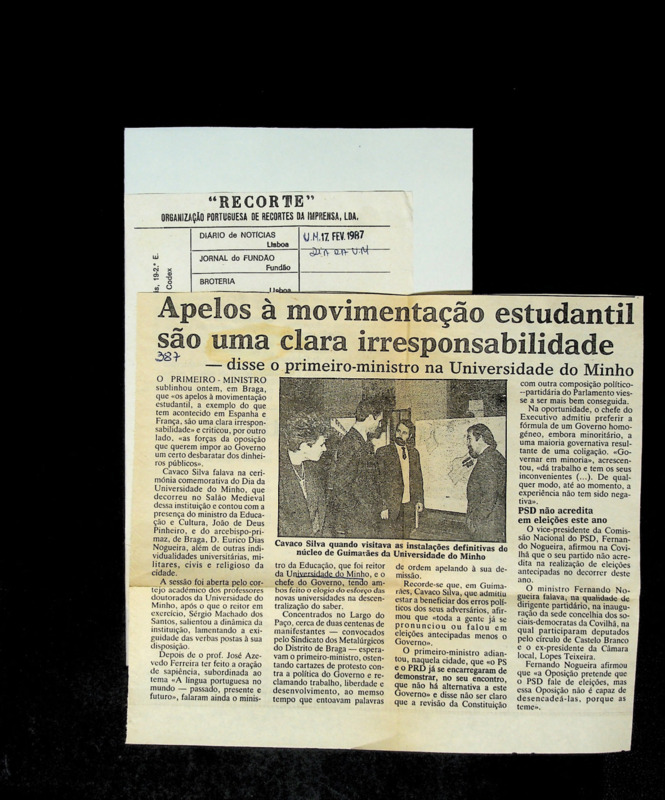 "RECORTE"
ORGANIZAÇÃO PORTUGUESA DE RECORTES DA IMPRENSA, LDA.
DIÁRIO de NOTÍCIAS
Lisboa
U.M. 17. FEV. 1987
Dia da U.M
JORNAL do FUNDÃO
Fundão
BROTERIA
Lisboa
s, 19-2.° E.
Codex
Apelos à movimentação estudantil
são uma clara irresponsabilidade
387
— disse o primeiro-ministro na Universidade do Minho
O PRIMEIRO-MINISTRO
sublinhou ontem, em Braga,
que «os apelos à movimentação
estudantil, a exemplo do que
tem acontecido em Espanha e
França, são uma clara irrespon-
sabilidade» e criticou, por outro
lado, «as forças da oposição
que querem impor ao Governo
um certo desbaratar dos dinhei-
ros públicos».
Cavaco Silva falava na ceri-
mónia comemorativa do Dia da
Universidade do Minho, que
decorreu no Salão Medieval
dessa instituição e contou com a
presença do ministro da Educa-
ção e Cultura, João de Deus
Pinheiro, e do arcebispo-pri-
maz, de Braga, D. Eurico Dias
Nogueira, além de outras indi-
vidualidades universitárias, mi-
litares, civis e religioso da
cidade.
A sessão foi aberta pelo cor-
tejo académico dos professores
doutorados da Universidade do
Minho, após o que o reitor em
exercício, Sérgio Machado dos
Santos, salientou a dinâmica da
instituição, lamentando a exi-
guidade das verbas postas à sua
disposição.
Depois de o prof. José Aze-
vedo Ferreira ter feito a oração
de sapiência, subordinada ao
tema «A língua portuguesa no
mundo — passado, presente e
futuro», falaram ainda o minis-
Cavaco Silva quando visitava as instalações definitivas do
núcleo de Guimarães da Universidade do Minho
tro da Educação, que foi reitor
da Universidade do Minho, e o
chefe do Governo, tendo am-
bos feito o elogio do esforço das
novas universidades na descen-
tralização do saber.
Concentrados no Largo do
Paço, cerca de duas centenas de
manifestantes — convocados
pelo Sindicato dos Metalúrgicos
do Distrito de Braga — espera-
vam o primeiro-ministro, osten-
tando cartazes de protesto con-
tra a política do Governo e re-
clamando trabalho, liberdade e
desenvolvimento, ao memso
tempo que entoavam palavras
de ordem apelando à sua de-
missão.
Recorde-se que, em Guima-
rães, Cavaco Silva, que admitiu
estar a beneficiar dos erros polí-
ticos dos seus adversários, afir-
mou que «toda a gente já se
pronunciou ou falou em
eleições antecipadas menos o
Governo».
O primeiro-ministro adian-
tou, naquela cidade, que «o PS
e o PRD já se encarregaram de
demonstrar, no seu encontro,
que não há alternativa a este
Governo» e disse não ser claro
que a revisão da Constituição
com outra composição político-
-partidária do Parlamento vies-
se a ser mais bem conseguida.
Na oportunidade, o chefe do
Executivo admitiu preferir a
fórmula de um Governo homo-
géneo, embora minoritário, a
uma maioria governativa resul-
tante de uma coligação. «Go-
vernar em minoria», acrescen-
tou, «dá trabalho e tem os seus
inconvenientes (...). De qual-
quer modo, até ao momento, a
experiência não tem sido nega-
tiva».
PSD não acredita
em eleições este ano
O vice-presidente da Comis-
são Nacional do PSD, Fernan-
do Nogueira, afirmou na Covi-
lhã que o seu partido não acre-
dita na realização de eleições
antecipadas no decorrer deste
ano.
O ministro Fernando No-
gueira falava, na qualidade de
dirigente partidário, na inaugu-
ração da sede concelhia dos so-
ciais-democratas da Covilhã, na
qual participaram deputados
pelo círculo de Castelo Branco
e o ex-presidente da Câmara
local, Lopes Teixeira.
Fernando Nogueira afirmou
que «a Oposição pretende que
o PSD fale de eleições, mas
essa Oposição não é capaz de
desencadeá-las, porque as
teme».